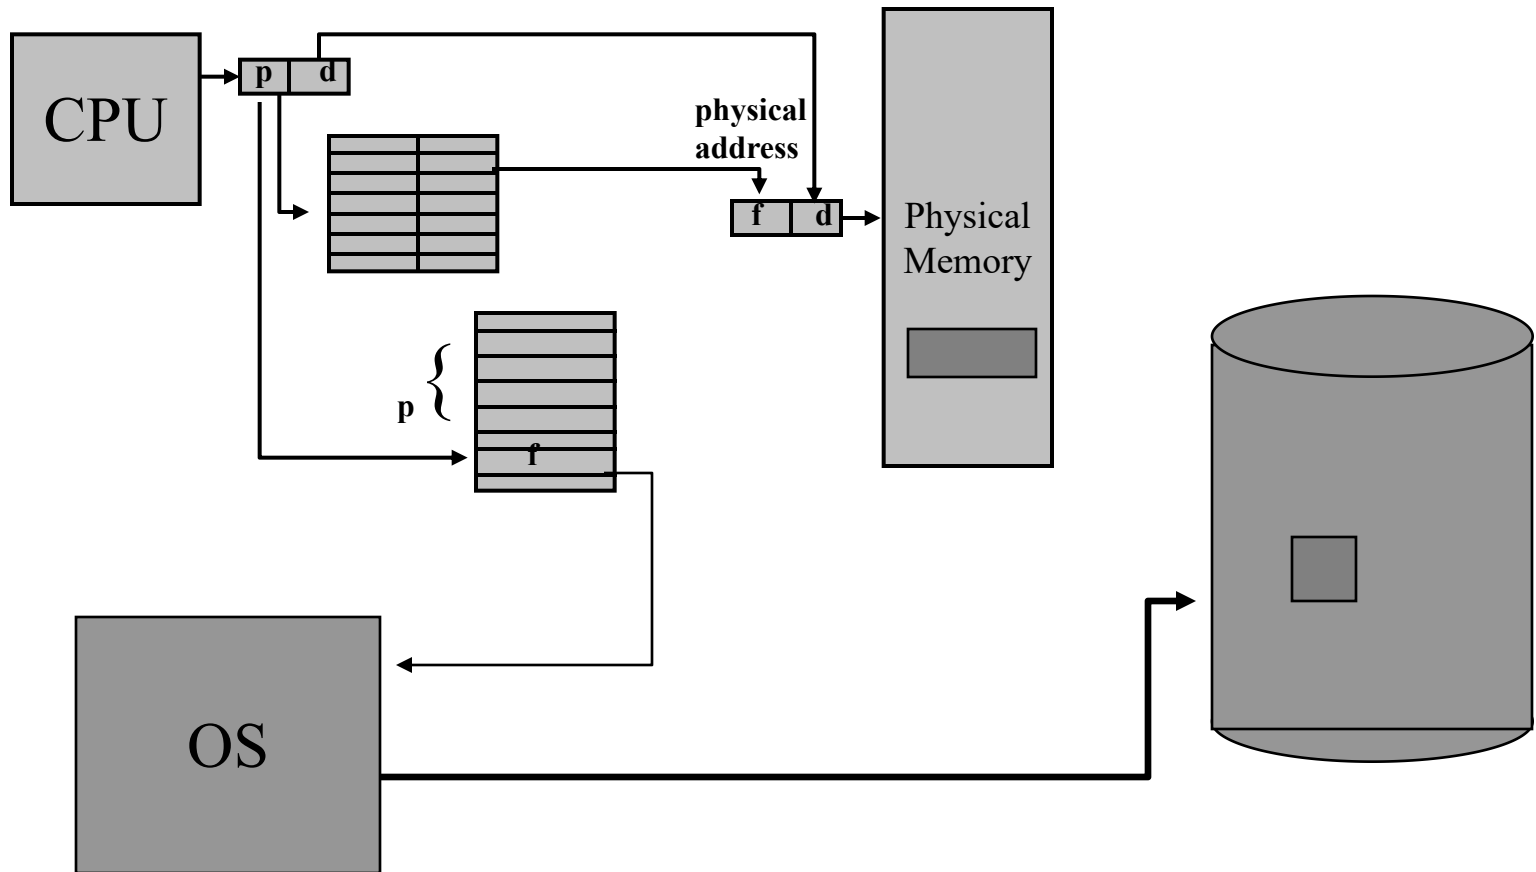 CPU
p d
physical
address
f d
Physical
Memory
p {
f
OS